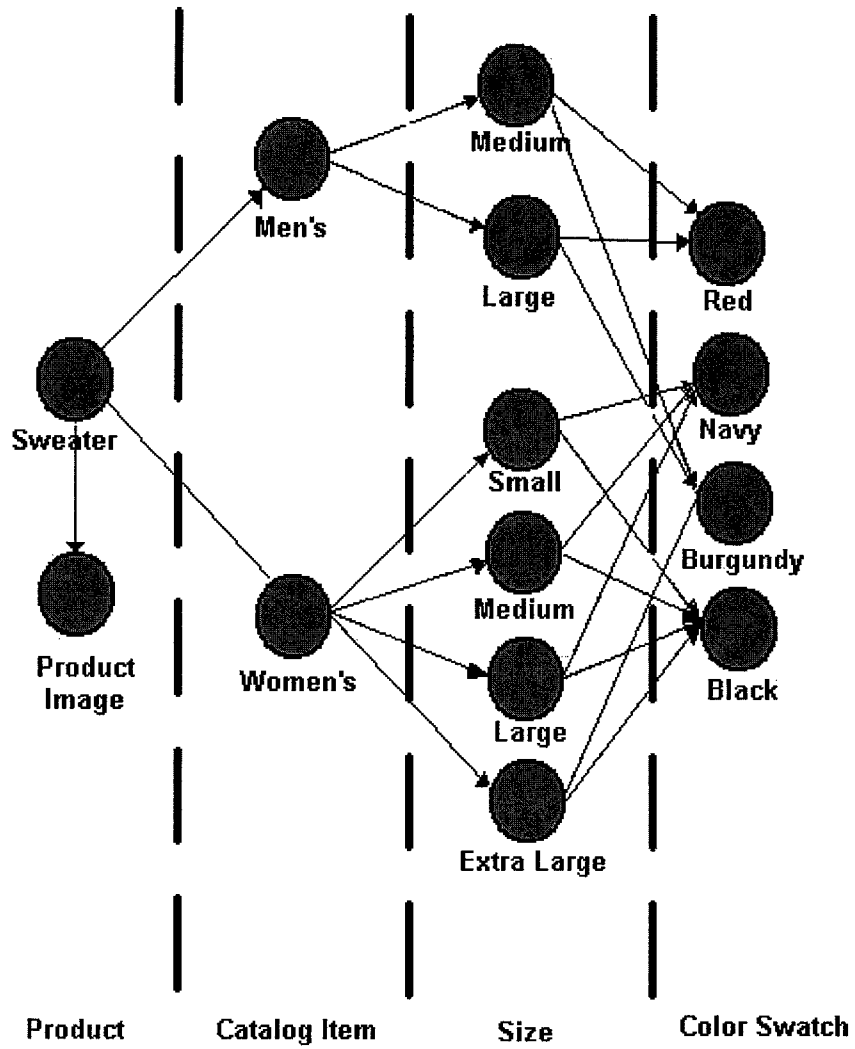 Medium
Men's
Large
Red
Sweater
Navy
Small
Burgundy
Medium
Product
Image
Women's
Black
Large
Extra Large
Product
Catalog Item
Size
Color Swatch